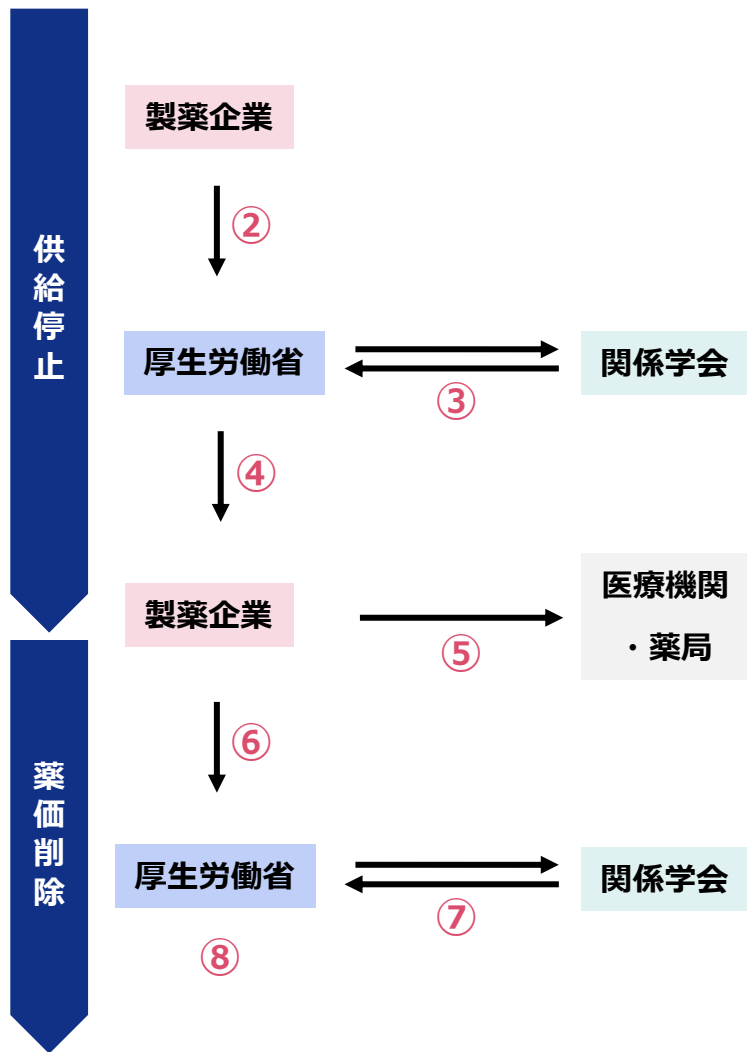 供給停止
製薬企業
②
厚生労働省
関係学会
③
④
製薬企業
医療機関
・薬局
⑤
薬価削除
⑥
厚生労働省
関係学会
⑦
⑧